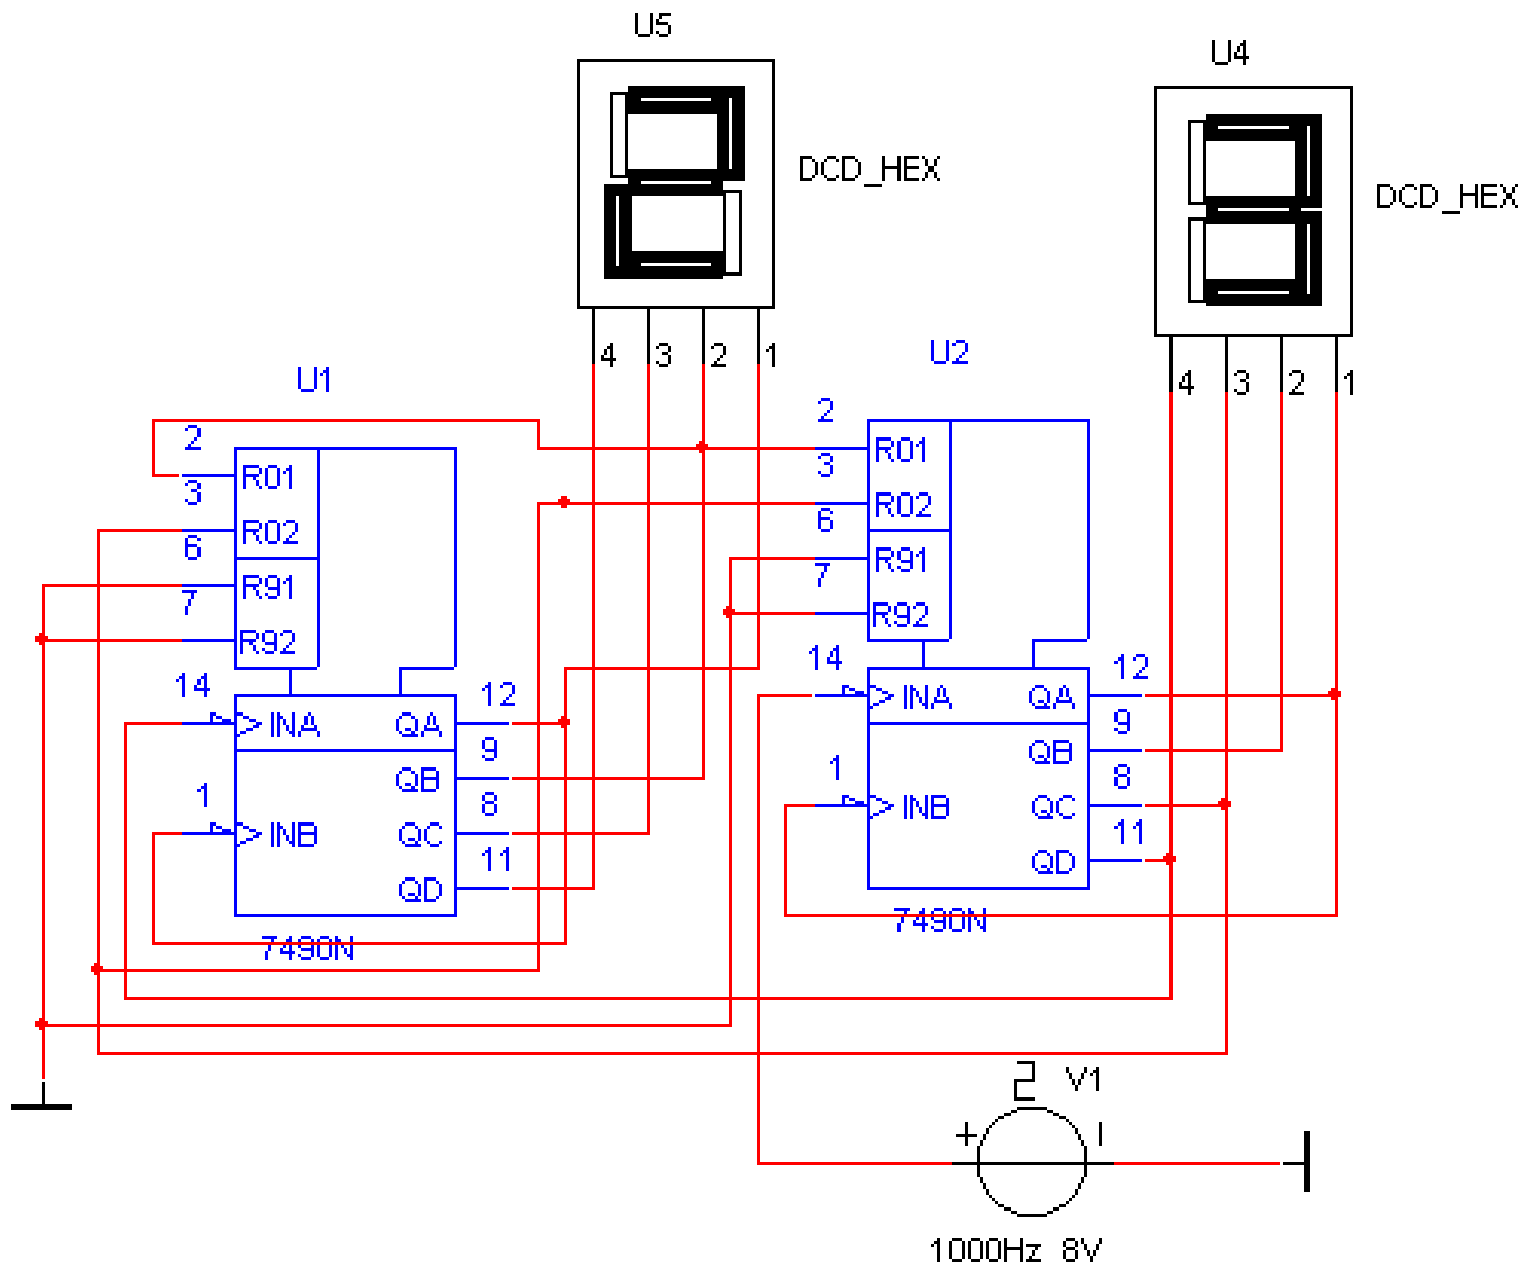 U5
U4
DCD_HEX
DCD_HEX
4 3 2 1
4 3 2 1
U1
U2
2
R01
3
R02
6
R91
7
R92
14
INA
QA
12
QB
9
1
INB
QC
8
QD
11
7490N
2
R01
3
R02
6
R91
7
R92
14
INA
QA
12
QB
9
1
INB
QC
8
QD
11
7490N
V1
+
1000Hz 8V